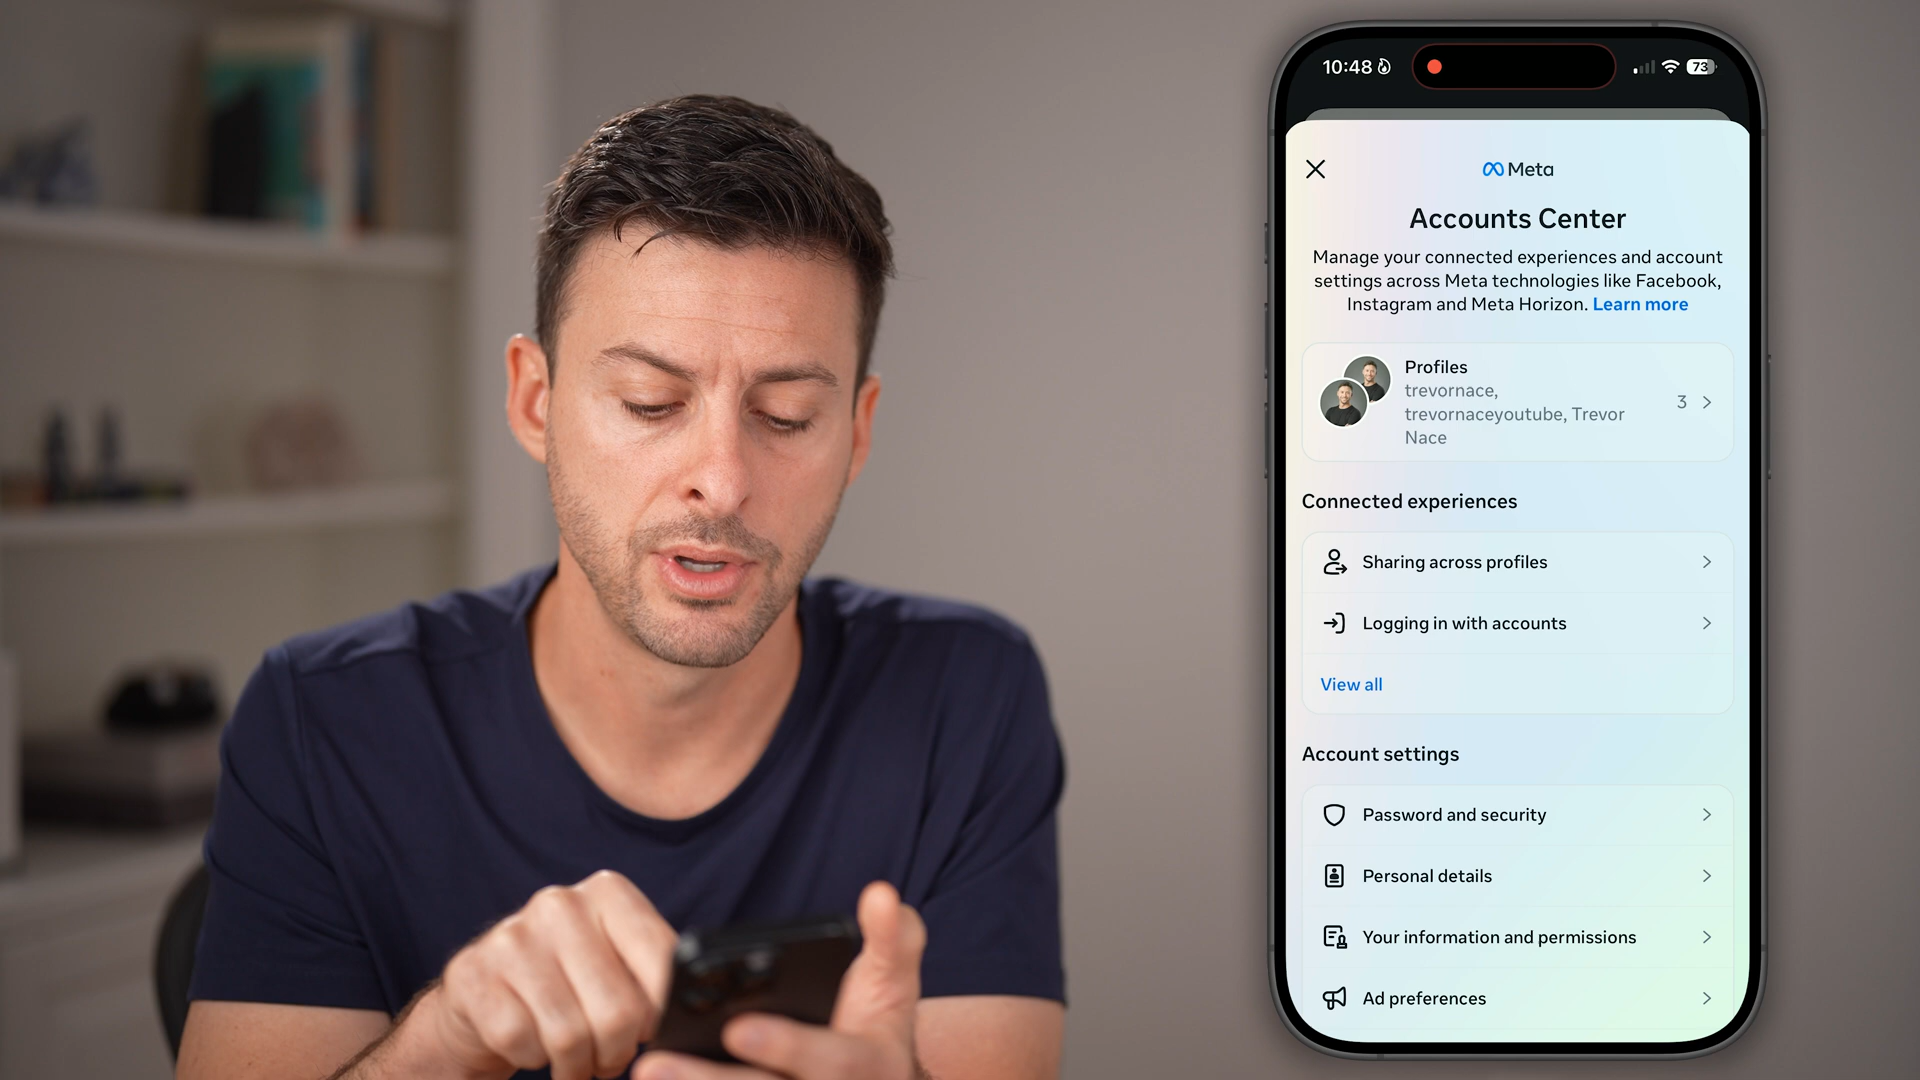 10:48
73
Meta
Accounts Center
Manage your connected experiences and account
settings across Meta technologies like Facebook,
Instagram and Meta Horizon. Learn more
Profiles
trevornace,
trevornaceyoutube, Trevor
Nace
3
Connected experiences
Sharing across profiles
Logging in with accounts
View all
Account settings
Password and security
Personal details
Your information and permissions
Ad preferences